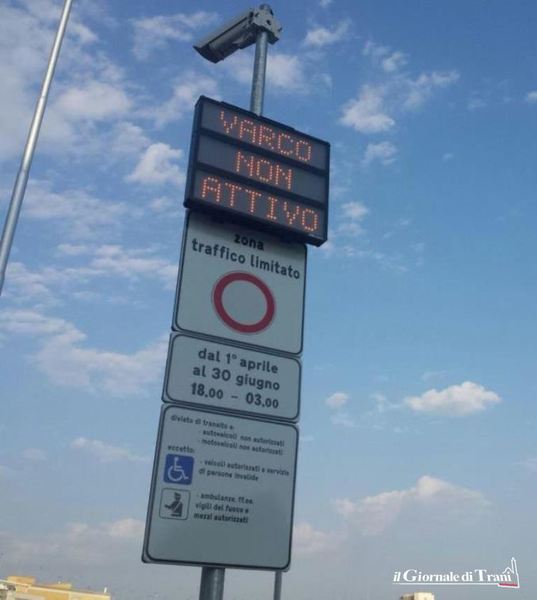 VARCO
NON
ATTIVO
zona
traffico limitato
dal 1° aprile
al 30 giugno
18.00 - 03.00
divieto di transito a:
- autoveicoli non autorizzati
- motoveicoli non autorizzati
eccetto:
- veicoli autorizzati a servizio
di persone invalide
- ambulanze, ff.oo.
vigili del fuoco e
mezzi autorizzati
il Giornale di Trani